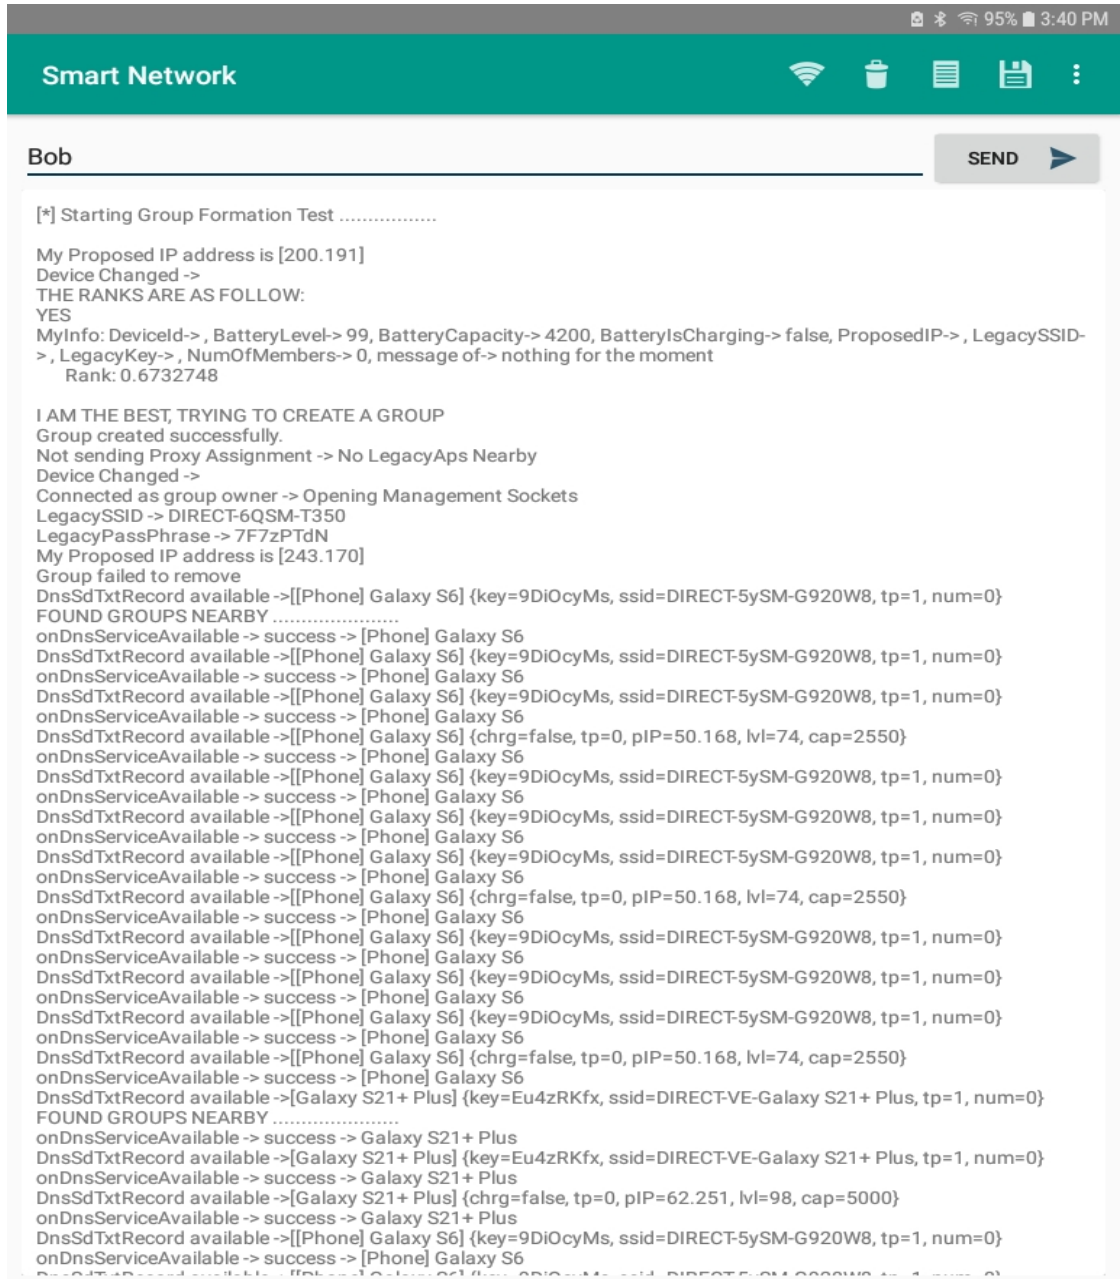 95% 3:40 PM
Smart Network
Bob
SEND
[*] Starting Group Formation Test .................
My Proposed IP address is [200.191]
Device Changed ->
THE RANKS ARE AS FOLLOW:
YES
MyInfo: DeviceId-> , BatteryLevel-> 99, BatteryCapacity-> 4200, BatteryIsCharging-> false, ProposedIP-> , LegacySSID-
> , LegacyKey-> , NumOfMembers-> 0, message of-> nothing for the moment
Rank: 0.6732748
I AM THE BEST, TRYING TO CREATE A GROUP
Group created successfully.
Not sending Proxy Assignment -> No LegacyAps Nearby
Device Changed ->
Connected as group owner -> Opening Management Sockets
LegacySSID -> DIRECT-6QSM-T350
LegacyPassPhrase -> 7F7zPTdN
My Proposed IP address is [243.170]
Group failed to remove
DnsSdTxtRecord available ->[[Phone] Galaxy S6] {key=9DiOcyMs, ssid=DIRECT-5ySM-G920W8, tp=1, num=0}
FOUND GROUPS NEARBY ......................
onDnsServiceAvailable -> success -> [Phone] Galaxy S6
DnsSdTxtRecord available ->[[Phone] Galaxy S6] {key=9DiOcyMs, ssid=DIRECT-5ySM-G920W8, tp=1, num=0}
onDnsServiceAvailable -> success -> [Phone] Galaxy S6
DnsSdTxtRecord available ->[[Phone] Galaxy S6] {key=9DiOcyMs, ssid=DIRECT-5ySM-G920W8, tp=1, num=0}
onDnsServiceAvailable -> success -> [Phone] Galaxy S6
DnsSdTxtRecord available ->[[Phone] Galaxy S6] {chrg=false, tp=0, pIP=50.168, lvl=74, cap=2550}
onDnsServiceAvailable -> success -> [Phone] Galaxy S6
DnsSdTxtRecord available ->[[Phone] Galaxy S6] {key=9DiOcyMs, ssid=DIRECT-5ySM-G920W8, tp=1, num=0}
onDnsServiceAvailable -> success -> [Phone] Galaxy S6
DnsSdTxtRecord available ->[[Phone] Galaxy S6] {key=9DiOcyMs, ssid=DIRECT-5ySM-G920W8, tp=1, num=0}
onDnsServiceAvailable -> success -> [Phone] Galaxy S6
DnsSdTxtRecord available ->[[Phone] Galaxy S6] {key=9DiOcyMs, ssid=DIRECT-5ySM-G920W8, tp=1, num=0}
onDnsServiceAvailable -> success -> [Phone] Galaxy S6
DnsSdTxtRecord available ->[[Phone] Galaxy S6] {chrg=false, tp=0, pIP=50.168, lvl=74, cap=2550}
onDnsServiceAvailable -> success -> [Phone] Galaxy S6
DnsSdTxtRecord available ->[[Phone] Galaxy S6] {key=9DiOcyMs, ssid=DIRECT-5ySM-G920W8, tp=1, num=0}
onDnsServiceAvailable -> success -> [Phone] Galaxy S6
DnsSdTxtRecord available ->[[Phone] Galaxy S6] {key=9DiOcyMs, ssid=DIRECT-5ySM-G920W8, tp=1, num=0}
onDnsServiceAvailable -> success -> [Phone] Galaxy S6
DnsSdTxtRecord available ->[[Phone] Galaxy S6] {key=9DiOcyMs, ssid=DIRECT-5ySM-G920W8, tp=1, num=0}
onDnsServiceAvailable -> success -> [Phone] Galaxy S6
DnsSdTxtRecord available ->[[Phone] Galaxy S6] {chrg=false, tp=0, pIP=50.168, lvl=74, cap=2550}
onDnsServiceAvailable -> success -> [Phone] Galaxy S6
DnsSdTxtRecord available ->[Galaxy S21+ Plus] {key=Eu4zRKfx, ssid=DIRECT-VE-Galaxy S21+ Plus, tp=1, num=0}
FOUND GROUPS NEARBY ......................
onDnsServiceAvailable -> success -> Galaxy S21+ Plus
DnsSdTxtRecord available ->[Galaxy S21+ Plus] {key=Eu4zRKfx, ssid=DIRECT-VE-Galaxy S21+ Plus, tp=1, num=0}
onDnsServiceAvailable -> success -> Galaxy S21+ Plus
DnsSdTxtRecord available ->[Galaxy S21+ Plus] {chrg=false, tp=0, pIP=62.251, lvl=98, cap=5000}
onDnsServiceAvailable -> success -> Galaxy S21+ Plus
DnsSdTxtRecord available ->[[Phone] Galaxy S6] {key=9DiOcyMs, ssid=DIRECT-5ySM-G920W8, tp=1, num=0}
onDnsServiceAvailable -> success -> [Phone] Galaxy S6